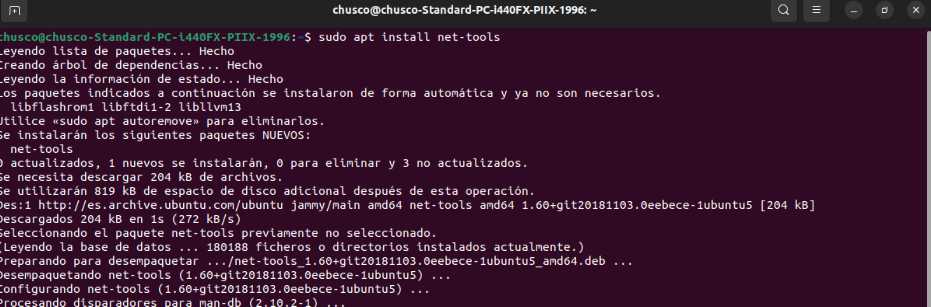 chusco@chusco-Standard-PC-i440FX-PIIX-1996: ~
chusco@chusco-Standard-PC-i440FX-PIIX-1996:~$ sudo apt install net-tools
Leyendo lista de paquetes... Hecho
Creando árbol de dependencias... Hecho
Leyendo la información de estado... Hecho
Los paquetes indicados a continuación se instalaron de forma automática y ya no son necesarios.
libflashrom1 libftdi1-2 libllvm13
Utilice «sudo apt autoremove» para eliminarlos.
Se instalarán los siguientes paquetes NUEVOS:
net-tools
0 actualizados, 1 nuevos se instalarán, 0 para eliminar y 3 no actualizados.
Se necesita descargar 204 kB de archivos.
Se utilizarán 819 kB de espacio de disco adicional después de esta operación.
Des:1 http://es.archive.ubuntu.com/ubuntu jammy/main amd64 net-tools amd64 1.60+git20181103.0eebece-1ubuntu5 [204 kB]
Descargados 204 kB en 1s (272 kB/s)
Seleccionando el paquete net-tools previamente no seleccionado.
(Leyendo la base de datos ... 180188 ficheros o directorios instalados actualmente.)
Preparando para desempaquetar .../net-tools_1.60+git20181103.0eebece-1ubuntu5_amd64.deb ...
Desempaquetando net-tools (1.60+git20181103.0eebece-1ubuntu5) ...
Configurando net-tools (1.60+git20181103.0eebece-1ubuntu5) ...
Procesando disparadores para man-db (2.10.2-1) ...